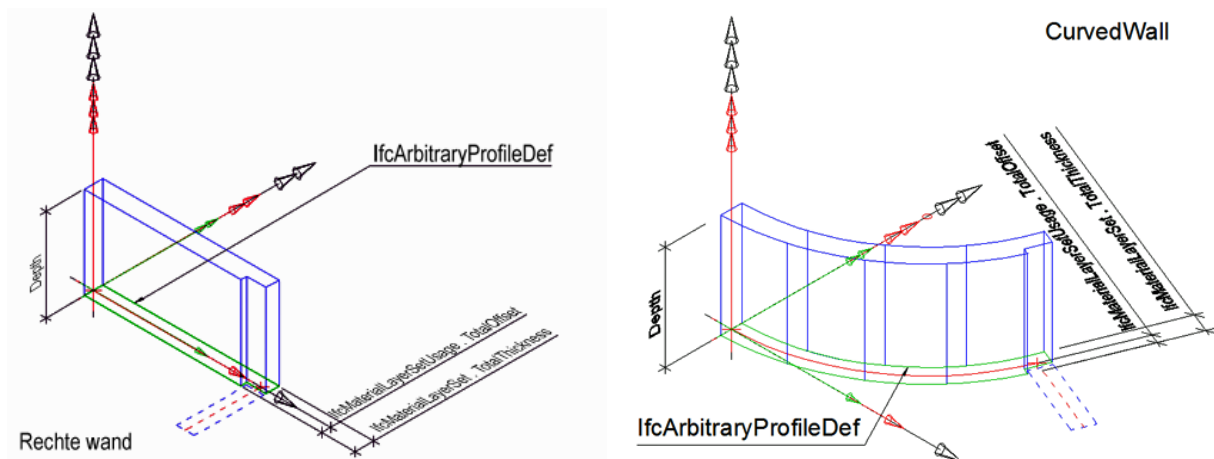 IfcArbitraryProfileDef
Depth
IfcMaterialLayerSetUsage . TotalOffset
IfcMaterialLayerSet . TotalThickness
Rechte wand
CurvedWall
IfcMaterialLayerSet . TotalThickness
IfcMaterialLayerSetUsage . TotalOffset
Depth
IfcArbitraryProfileDef